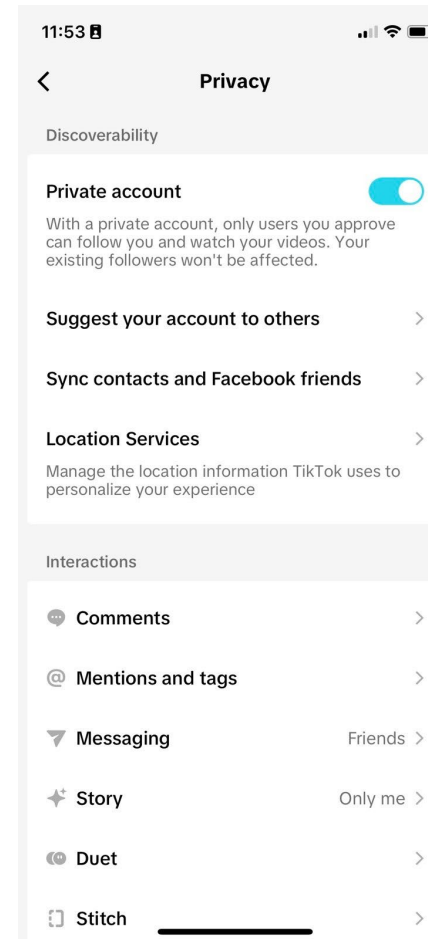 11:53
Privacy
Discoverability
Private account
With a private account, only users you approve
can follow you and watch your videos. Your
existing followers won't be affected.
Suggest your account to others
Sync contacts and Facebook friends
Location Services
Manage the location information TikTok uses to
personalize your experience
Interactions
Comments
@ Mentions and tags
Messaging Friends
Story Only me
Duet
Stitch